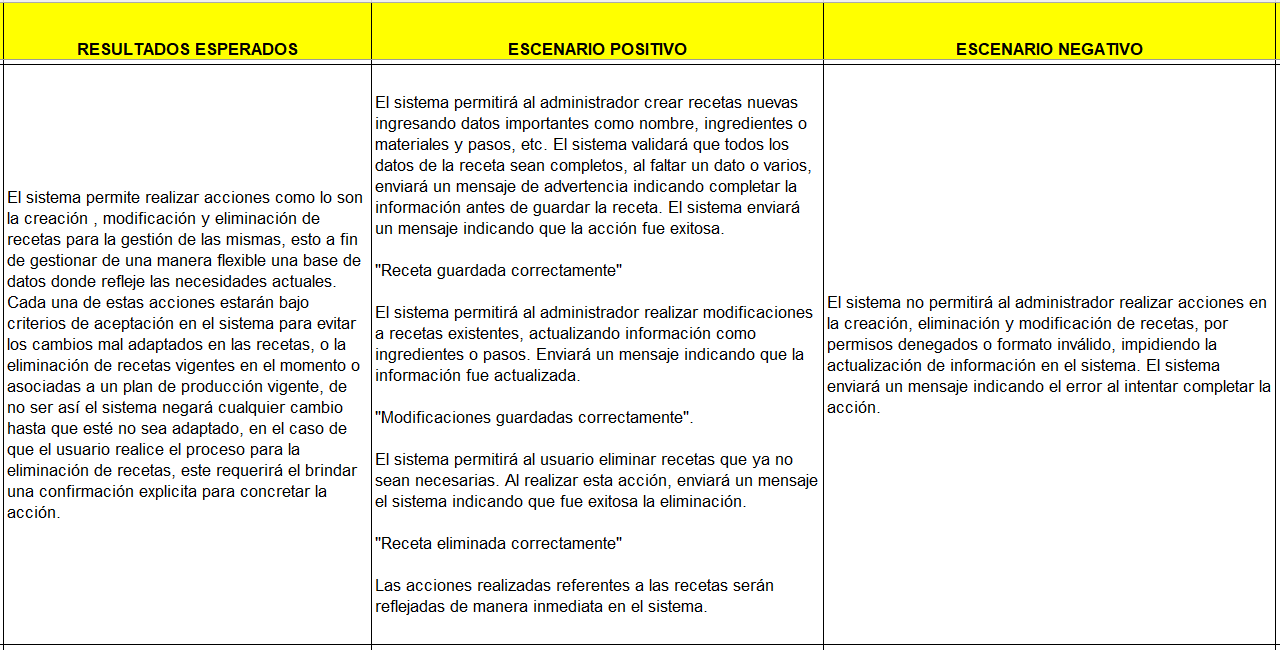 RESULTADOS ESPERADOS
ESCENARIO POSITIVO
ESCENARIO NEGATIVO
El sistema permite realizar acciones como lo son
la creación , modificación y eliminación de
recetas para la gestión de las mismas, esto a fin
de gestionar de una manera flexible una base de
datos donde refleje las necesidades actuales.
Cada una de estas acciones estarán bajo
criterios de aceptación en el sistema para evitar
los cambios mal adaptados en las recetas, o la
eliminación de recetas vigentes en el momento o
asociadas a un plan de producción vigente, de
no ser así el sistema negará cualquier cambio
hasta que esté no sea adaptado, en el caso de
que el usuario realice el proceso para la
eliminación de recetas, este requerirá el brindar
una confirmación explicita para concretar la
acción.
El sistema permitirá al administrador crear recetas nuevas
ingresando datos importantes como nombre, ingredientes o
materiales y pasos, etc. El sistema validará que todos los
datos de la receta sean completos, al faltar un dato o varios,
enviará un mensaje de advertencia indicando completar la
información antes de guardar la receta. El sistema enviará
un mensaje indicando que la acción fue exitosa.
"Receta guardada correctamente"
El sistema permitirá al administrador realizar modificaciones
a recetas existentes, actualizando información como
ingredientes o pasos. Enviará un mensaje indicando que la
información fue actualizada.
"Modificaciones guardadas correctamente".
El sistema permitirá al usuario eliminar recetas que ya no
sean necesarias. Al realizar esta acción, enviará un mensaje
el sistema indicando que fue exitosa la eliminación.
"Receta eliminada correctamente"
Las acciones realizadas referentes a las recetas serán
reflejadas de manera inmediata en el sistema.
El sistema no permitirá al administrador realizar acciones en
la creación, eliminación y modificación de recetas, por
permisos denegados o formato inválido, impidiendo la
actualización de información en el sistema. El sistema
enviará un mensaje indicando el error al intentar completar la
acción.